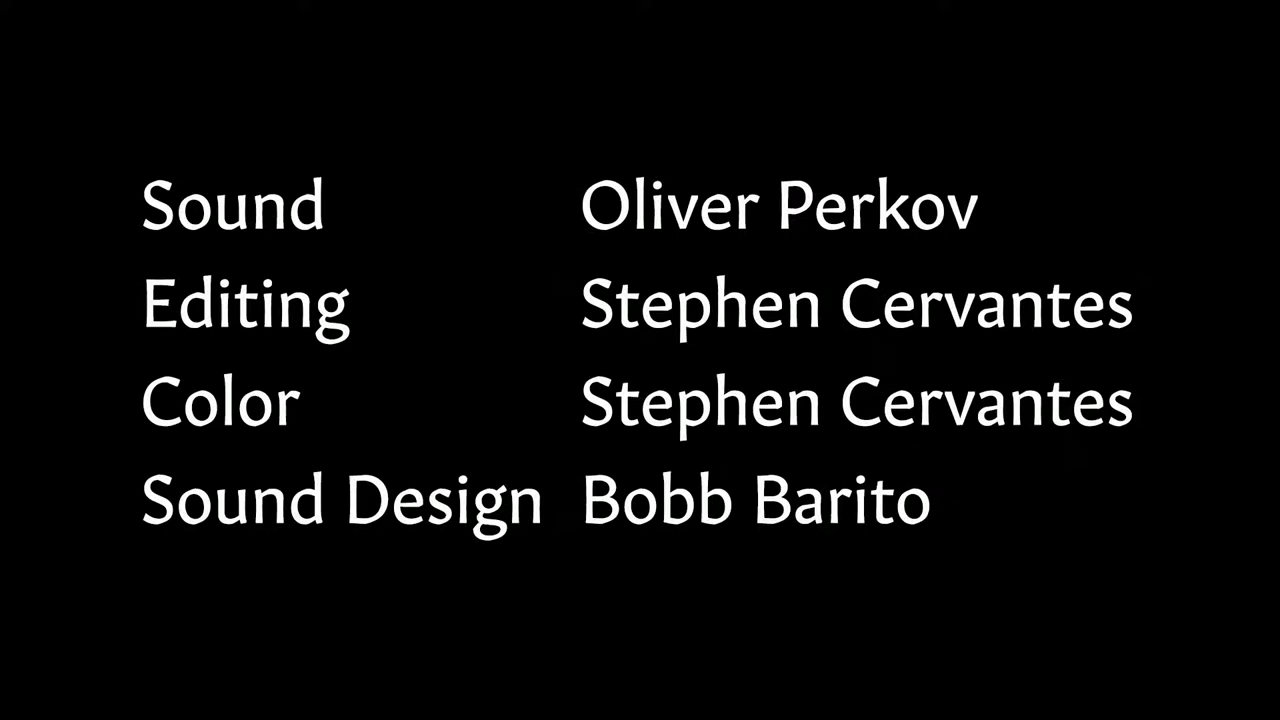 Sound Oliver Perkov
Editing Stephen Cervantes
Color Stephen Cervantes
Sound Design Bobb Barito